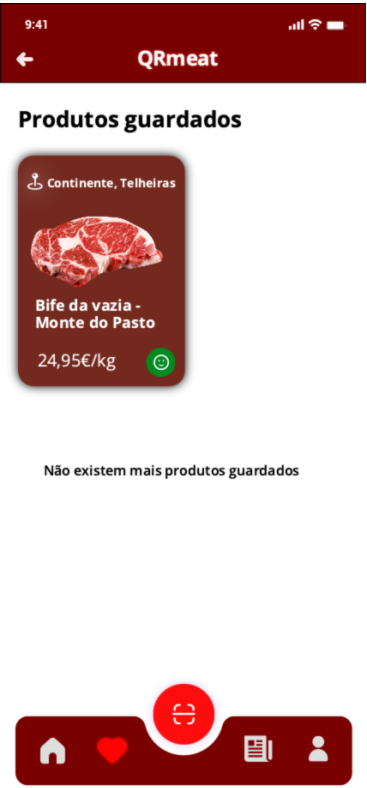 9:41
QRmeat
Produtos guardados
Continente, Telheiras
Bife da vazia -
Monte do Pasto
24,95€/kg
Não existem mais produtos guardados